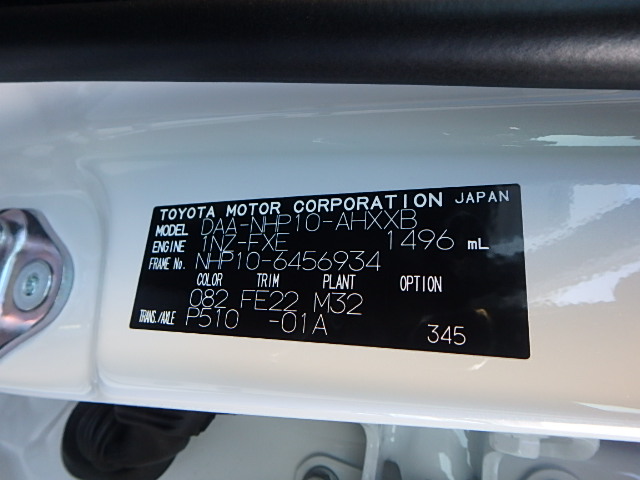 TOYOTA MOTOR CORPORATION JAPAN
MODEL DAA-NHP10-AHXXB
ENGINE 1NZ-FXE 1496 mL
FRAME No. NHP10-6456934
COLOR TRIM PLANT OPTION
082 FE22 M32
TRANS./AXLE P510 -01A
345